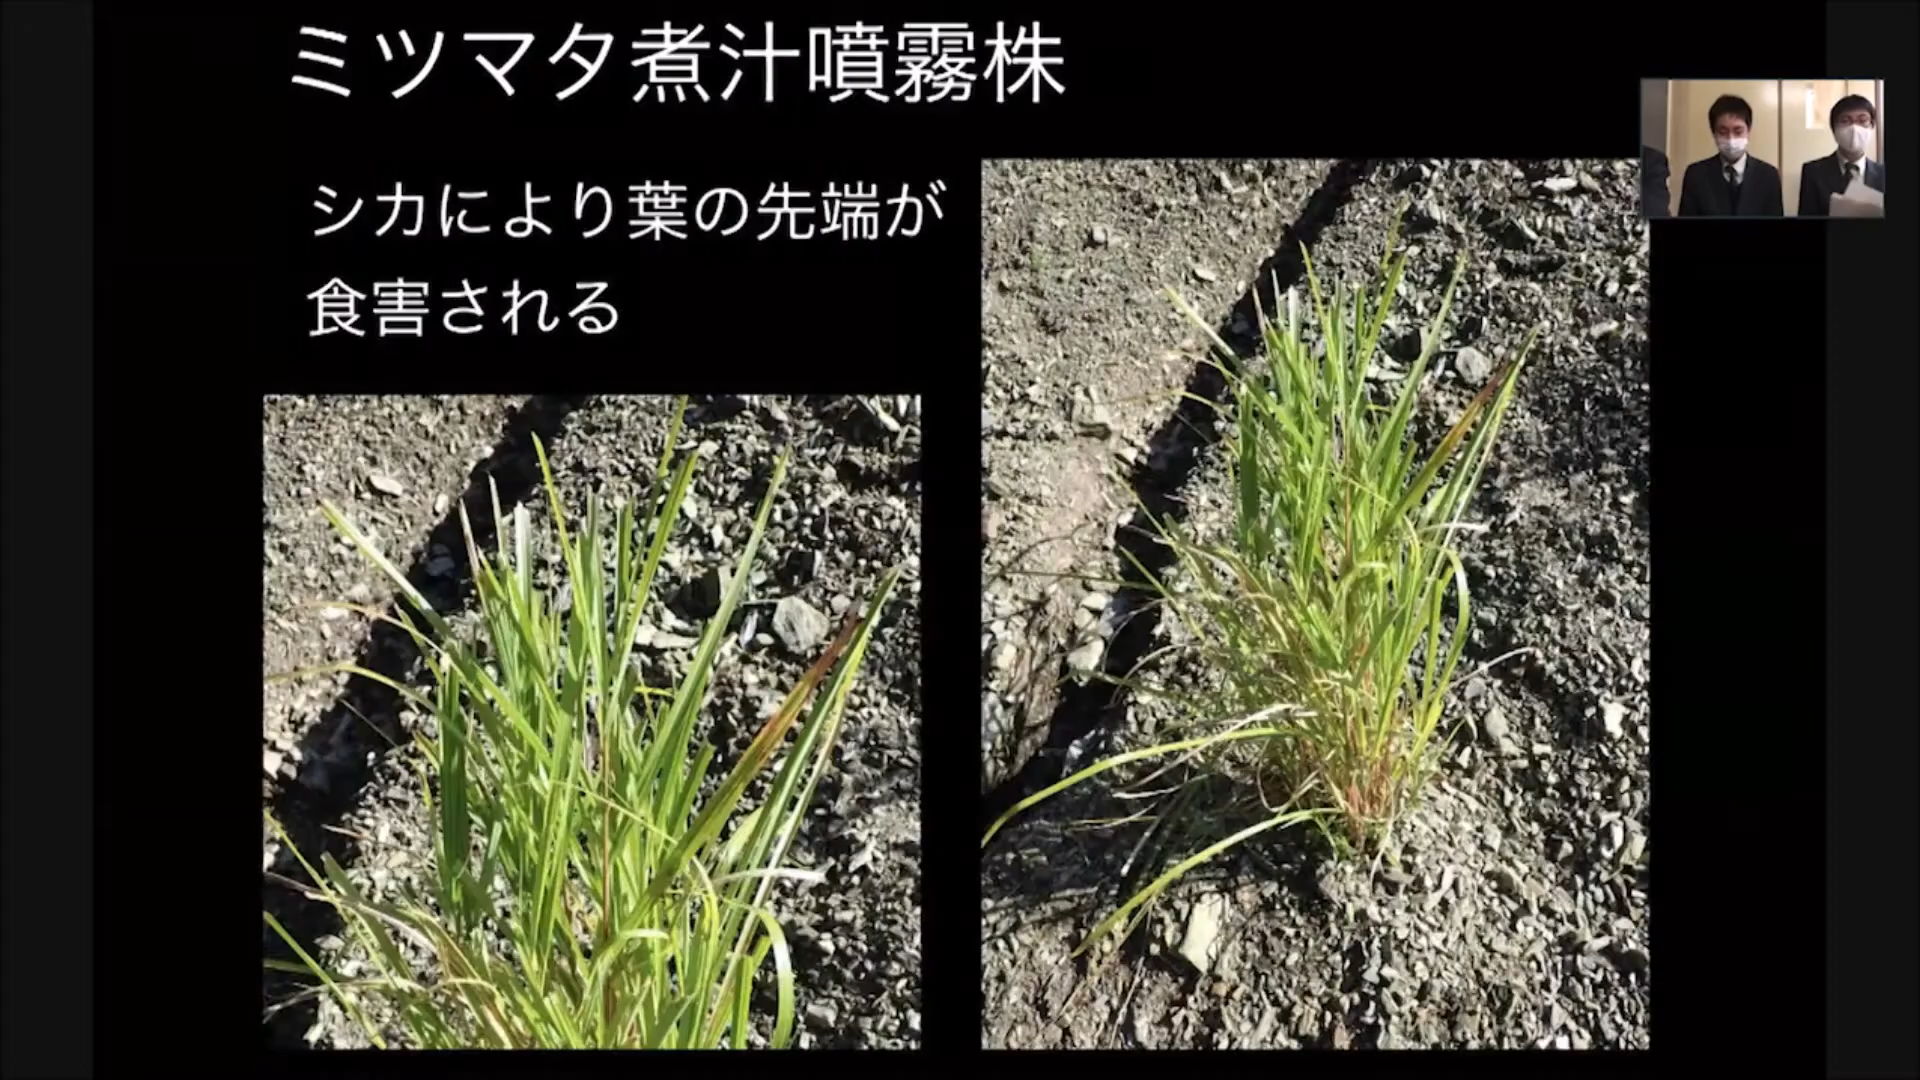 ミツマタ煮汁噴霧株
シカにより葉の先端が
食害される